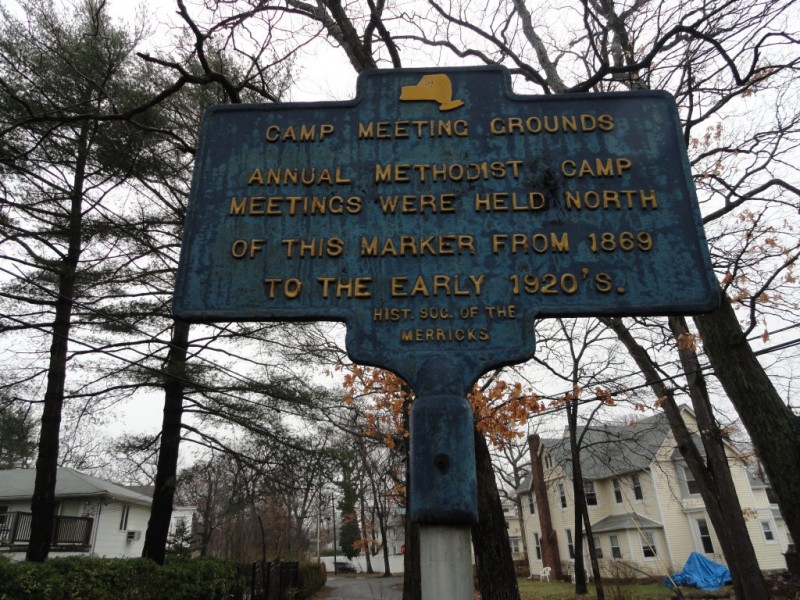 CAMP MEETING GROUNDS
ANNUAL METHODIST CAMP
MEETINGS WERE HELD NORTH
OF THIS MARKER FROM 1869
TO THE EARLY 1920'S.
HIST. SOC. OF THE
MERRICKS